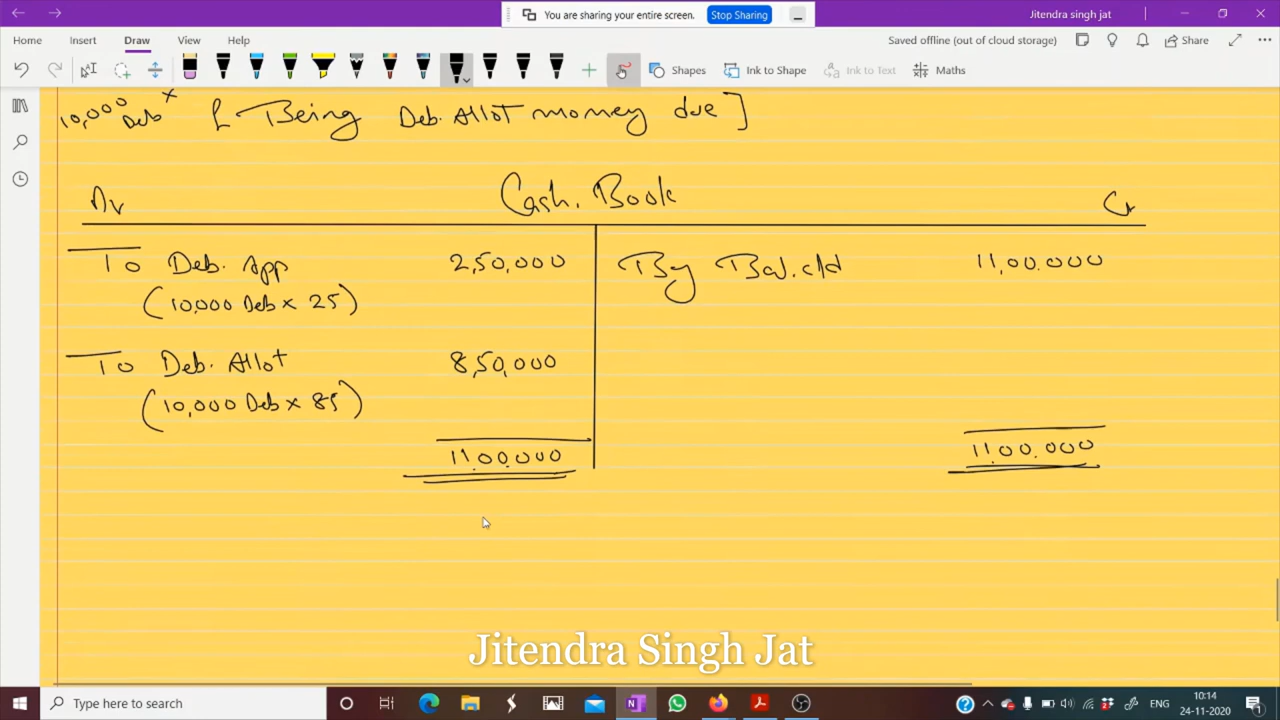 You are sharing your entire screen. Stop Sharing
Jitendra singh jat
Home Insert Draw View Help
Saved offline (out of cloud storage) Share
Shapes Ink to Shape Ink to Text Maths
10,000 Deb x [ Being Deb. Allot money due ]
Dr Cash. Book Cr
To Deb. App 2,50,000 By Bal. c/d 11,00,000
(10,000 Deb x 25)
To Deb. Allot 8,50,000
(10,000 Deb x 85)
11,00,000 11,00,000
Jitendra Singh Jat
Type here to search
ENG 10:14
24-11-2020